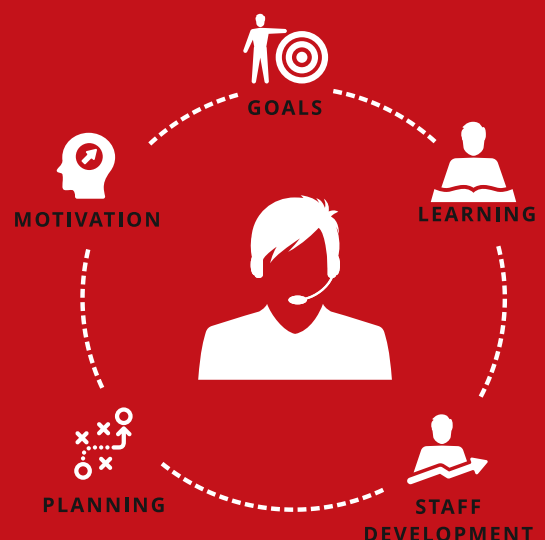 GOALS
LEARNING
MOTIVATION
PLANNING
STAFF
DEVELOPMENT